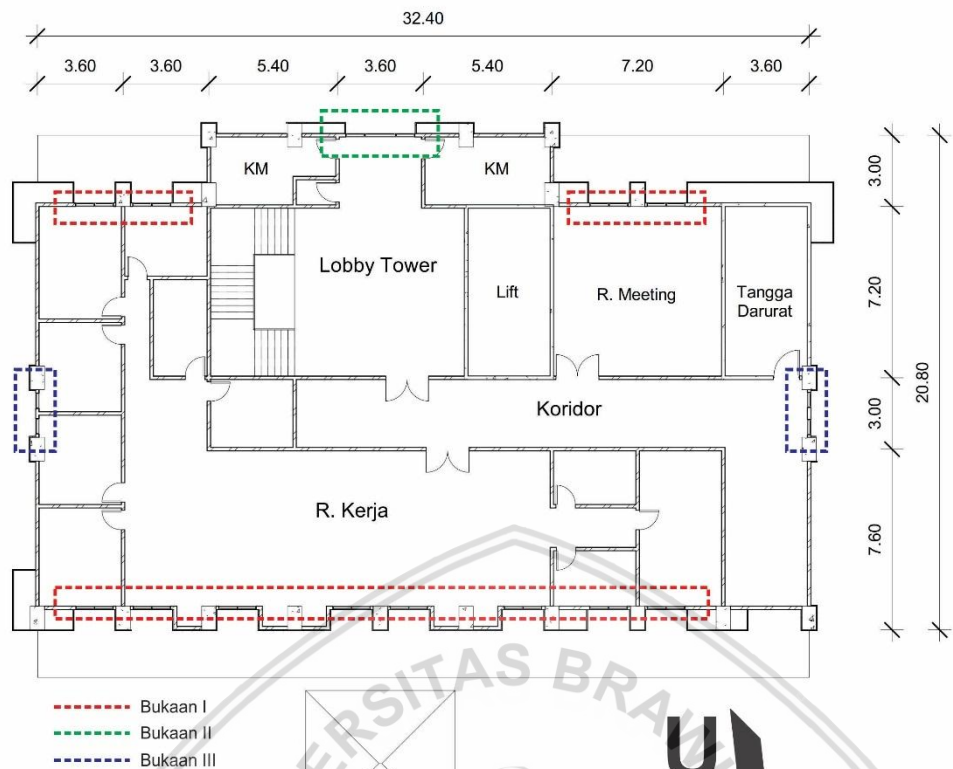 32.40
3.60 3.60 5.40 3.60 5.40 7.20 3.60
KM KM
3.00
Lobby Tower
Lift
R. Meeting
Tangga
Darurat
7.20
Koridor
3.00
20.80
R. Kerja
7.60
ERSITAS BRAW
Bukaan I
Bukaan II
Bukaan III